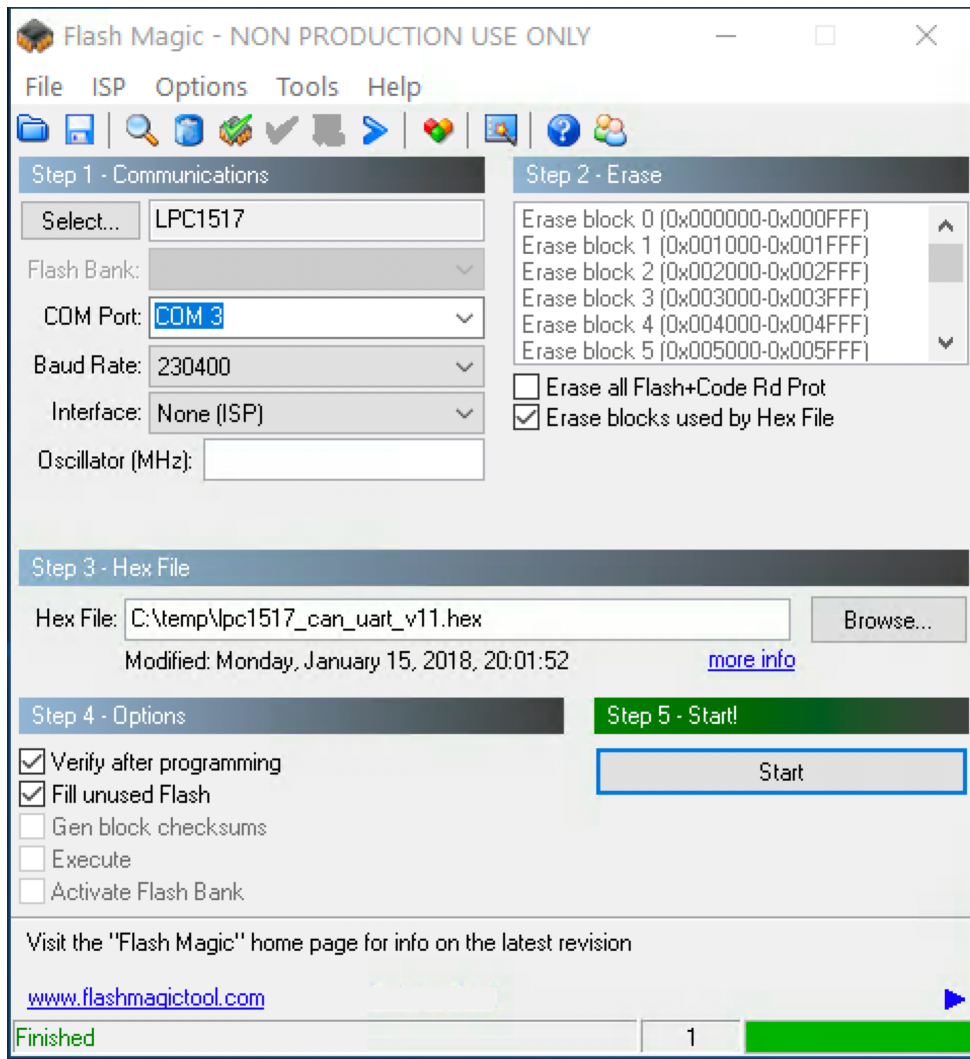 Flash Magic - NON PRODUCTION USE ONLY
File ISP Options Tools Help
Step 1 - Communications
Select... LPC1517
Flash Bank:
COM Port: COM 3
Baud Rate: 230400
Interface: None (ISP)
Oscillator (MHz):
Step 2 - Erase
Erase block 0 (0x000000-0x000FFF)
Erase block 1 (0x001000-0x001FFF)
Erase block 2 (0x002000-0x002FFF)
Erase block 3 (0x003000-0x003FFF)
Erase block 4 (0x004000-0x004FFF)
Erase block 5 (0x005000-0x005FFF)
Erase all Flash+Code Rd Prot
Erase blocks used by Hex File
Step 3 - Hex File
Hex File: C:\temp\lpc1517_can_uart_v11.hex Browse...
Modified: Monday, January 15, 2018, 20:01:52 more info
Step 4 - Options
Verify after programming
Fill unused Flash
Gen block checksums
Execute
Activate Flash Bank
Step 5 - Start!
Start
Visit the "Flash Magic" home page for info on the latest revision
www.flashmagictool.com
Finished 1